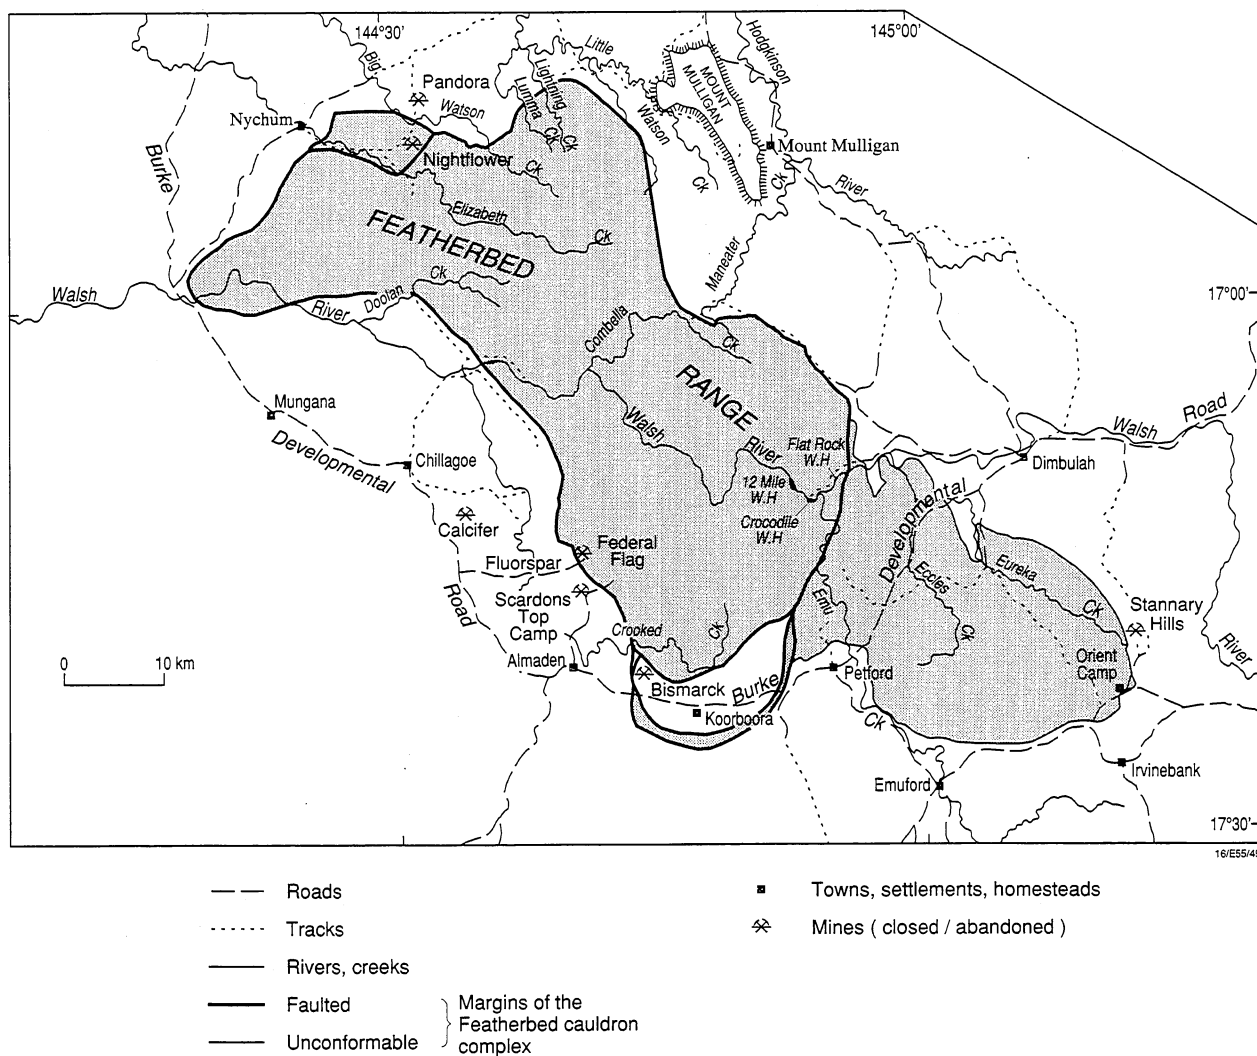 144°30'
145°00'
Little
Hodgkinson
Big
Pandora
Lightning
Lumma
MOUNT
MULLIGAN
Watson
Watson
Nychum
Ck
Ck
Mount Mulligan
Nightflower
Burke
Ck
Ck
Ck
River
Elizabeth
Ck
FEATHERBED
Maneater
Ck
Walsh
River
Doolan
17°00'
Combella
Ck
RANGE
Mungana
Walsh
Road
Walsh
River
Flat Rock
W.H
Developmental
Chillagoe
Dimbulah
12 Mile
W.H
Developmental
Crocodile
W.H
Calcifer
Federal
Flag
Fluorspar
Eccles
Eureka
Road
Scardons
Top
Camp
Emu
Ck
Stannary
Hills
Crooked
Ck
Ck
River
0
10 km
Almaden
Orient
Camp
Petford
Bismarck
Burke
Koorboora
Ck
Irvinebank
Emuford
17°30'
16/E55/49
Roads
Tracks
Rivers, creeks
Faulted
Unconformable
Margins of the
Featherbed cauldron
complex
Towns, settlements, homesteads
Mines ( closed / abandoned )